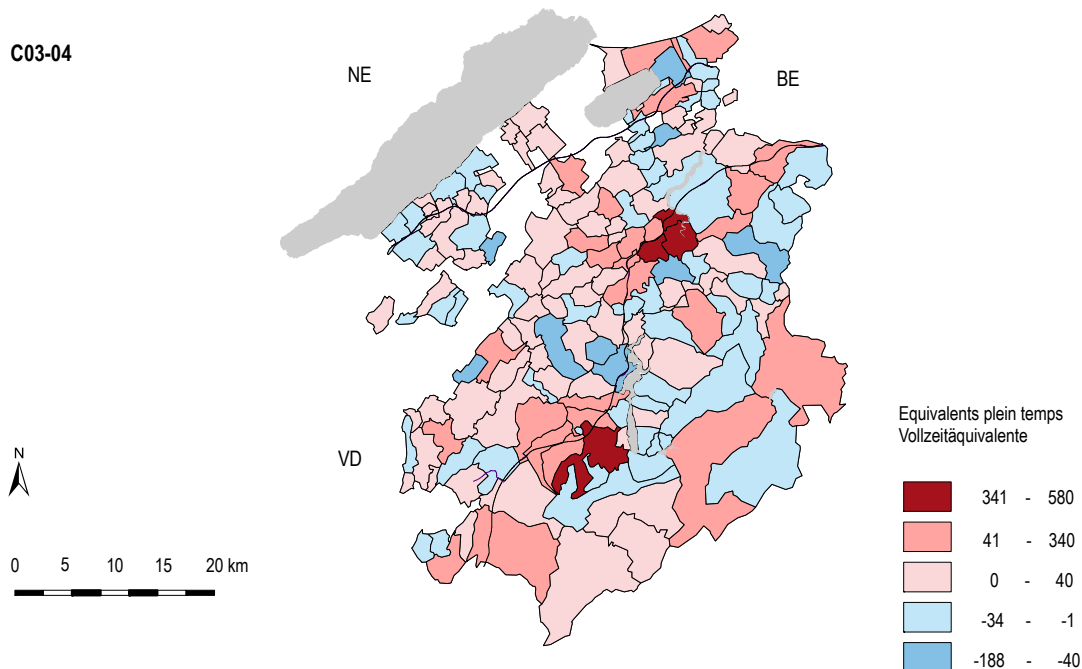 C03-04
NE
BE
VD
N
0 5 10 15 20 km
Equivalents plein temps
Vollzeitäquivalente
341 - 580
41 - 340
0 - 40
-34 - -1
-188 - -40